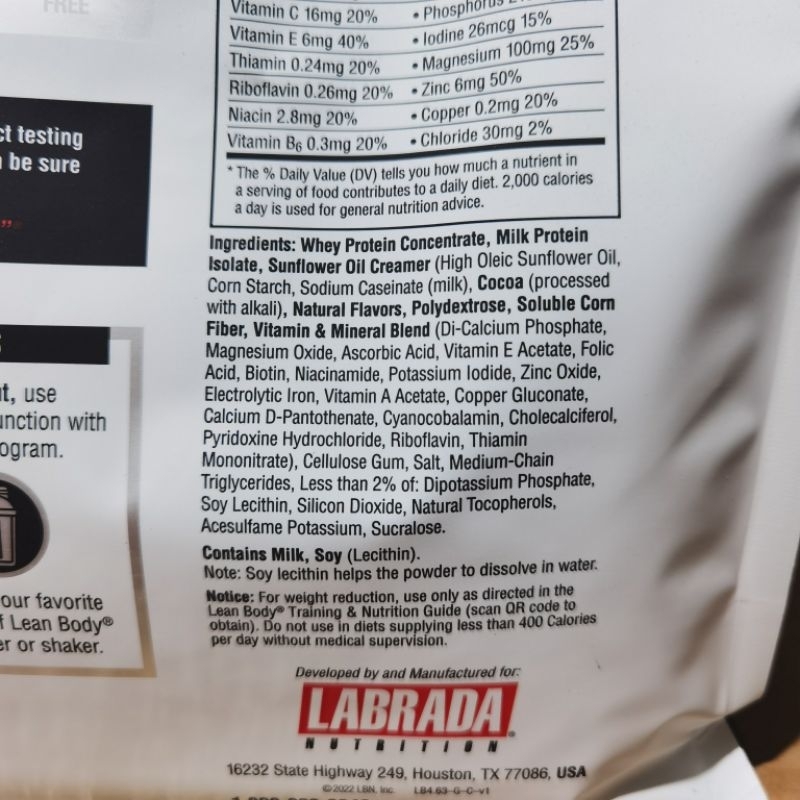 FREE
Vitamin C 16mg 20% • Phosphorus
Vitamin E 6mg 40% • Iodine 26mcg 15%
Thiamin 0.24mg 20% • Magnesium 100mg 25%
Riboflavin 0.26mg 20% • Zinc 6mg 50%
Niacin 2.8mg 20% • Copper 0.2mg 20%
Vitamin B6 0.3mg 20% • Chloride 30mg 2%
* The % Daily Value (DV) tells you how much a nutrient in
a serving of food contributes to a daily diet. 2,000 calories
a day is used for general nutrition advice.
ct testing
be sure
Ingredients: Whey Protein Concentrate, Milk Protein
Isolate, Sunflower Oil Creamer (High Oleic Sunflower Oil,
Corn Starch, Sodium Caseinate (milk), Cocoa (processed
with alkali), Natural Flavors, Polydextrose, Soluble Corn
Fiber, Vitamin & Mineral Blend (Di-Calcium Phosphate,
Magnesium Oxide, Ascorbic Acid, Vitamin E Acetate, Folic
Acid, Biotin, Niacinamide, Potassium Iodide, Zinc Oxide,
Electrolytic Iron, Vitamin A Acetate, Copper Gluconate,
Calcium D-Pantothenate, Cyanocobalamin, Cholecalciferol,
Pyridoxine Hydrochloride, Riboflavin, Thiamin
Mononitrate), Cellulose Gum, Salt, Medium-Chain
Triglycerides, Less than 2% of: Dipotassium Phosphate,
Soy Lecithin, Silicon Dioxide, Natural Tocopherols,
Acesulfame Potassium, Sucralose.
Contains Milk, Soy (Lecithin).
Note: Soy lecithin helps the powder to dissolve in water.
Notice: For weight reduction, use only as directed in the
Lean Body® Training & Nutrition Guide (scan QR code to
obtain). Do not use in diets supplying less than 400 Calories
per day without medical supervision.
t, use
unction with
ogram.
our favorite
f Lean Body®
er or shaker.
Developed by and Manufactured for:
LABRADA®
NUTRITION
16232 State Highway 249, Houston, TX 77086, USA
©2022 LBN, Inc. LB4 63-G-C-v1